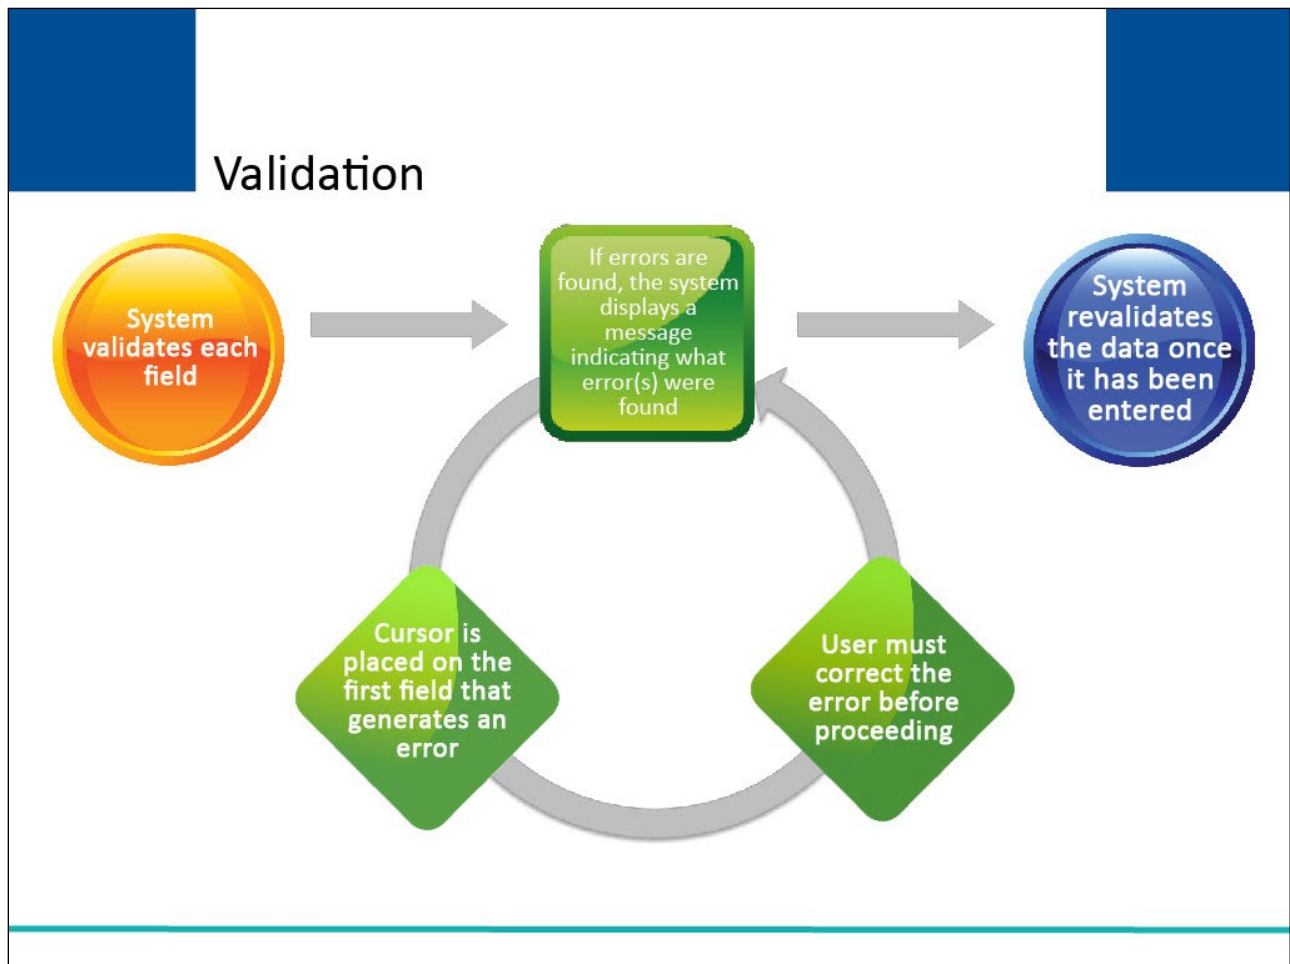 Validation
System
validates each
field
If errors are
found, the system
displays a
message
indicating what
error(s) were
found
System
revalidates
the data once
it has been
entered
Cursor is
placed on the
first field that
generates an
error
User must
correct the
error before
proceeding